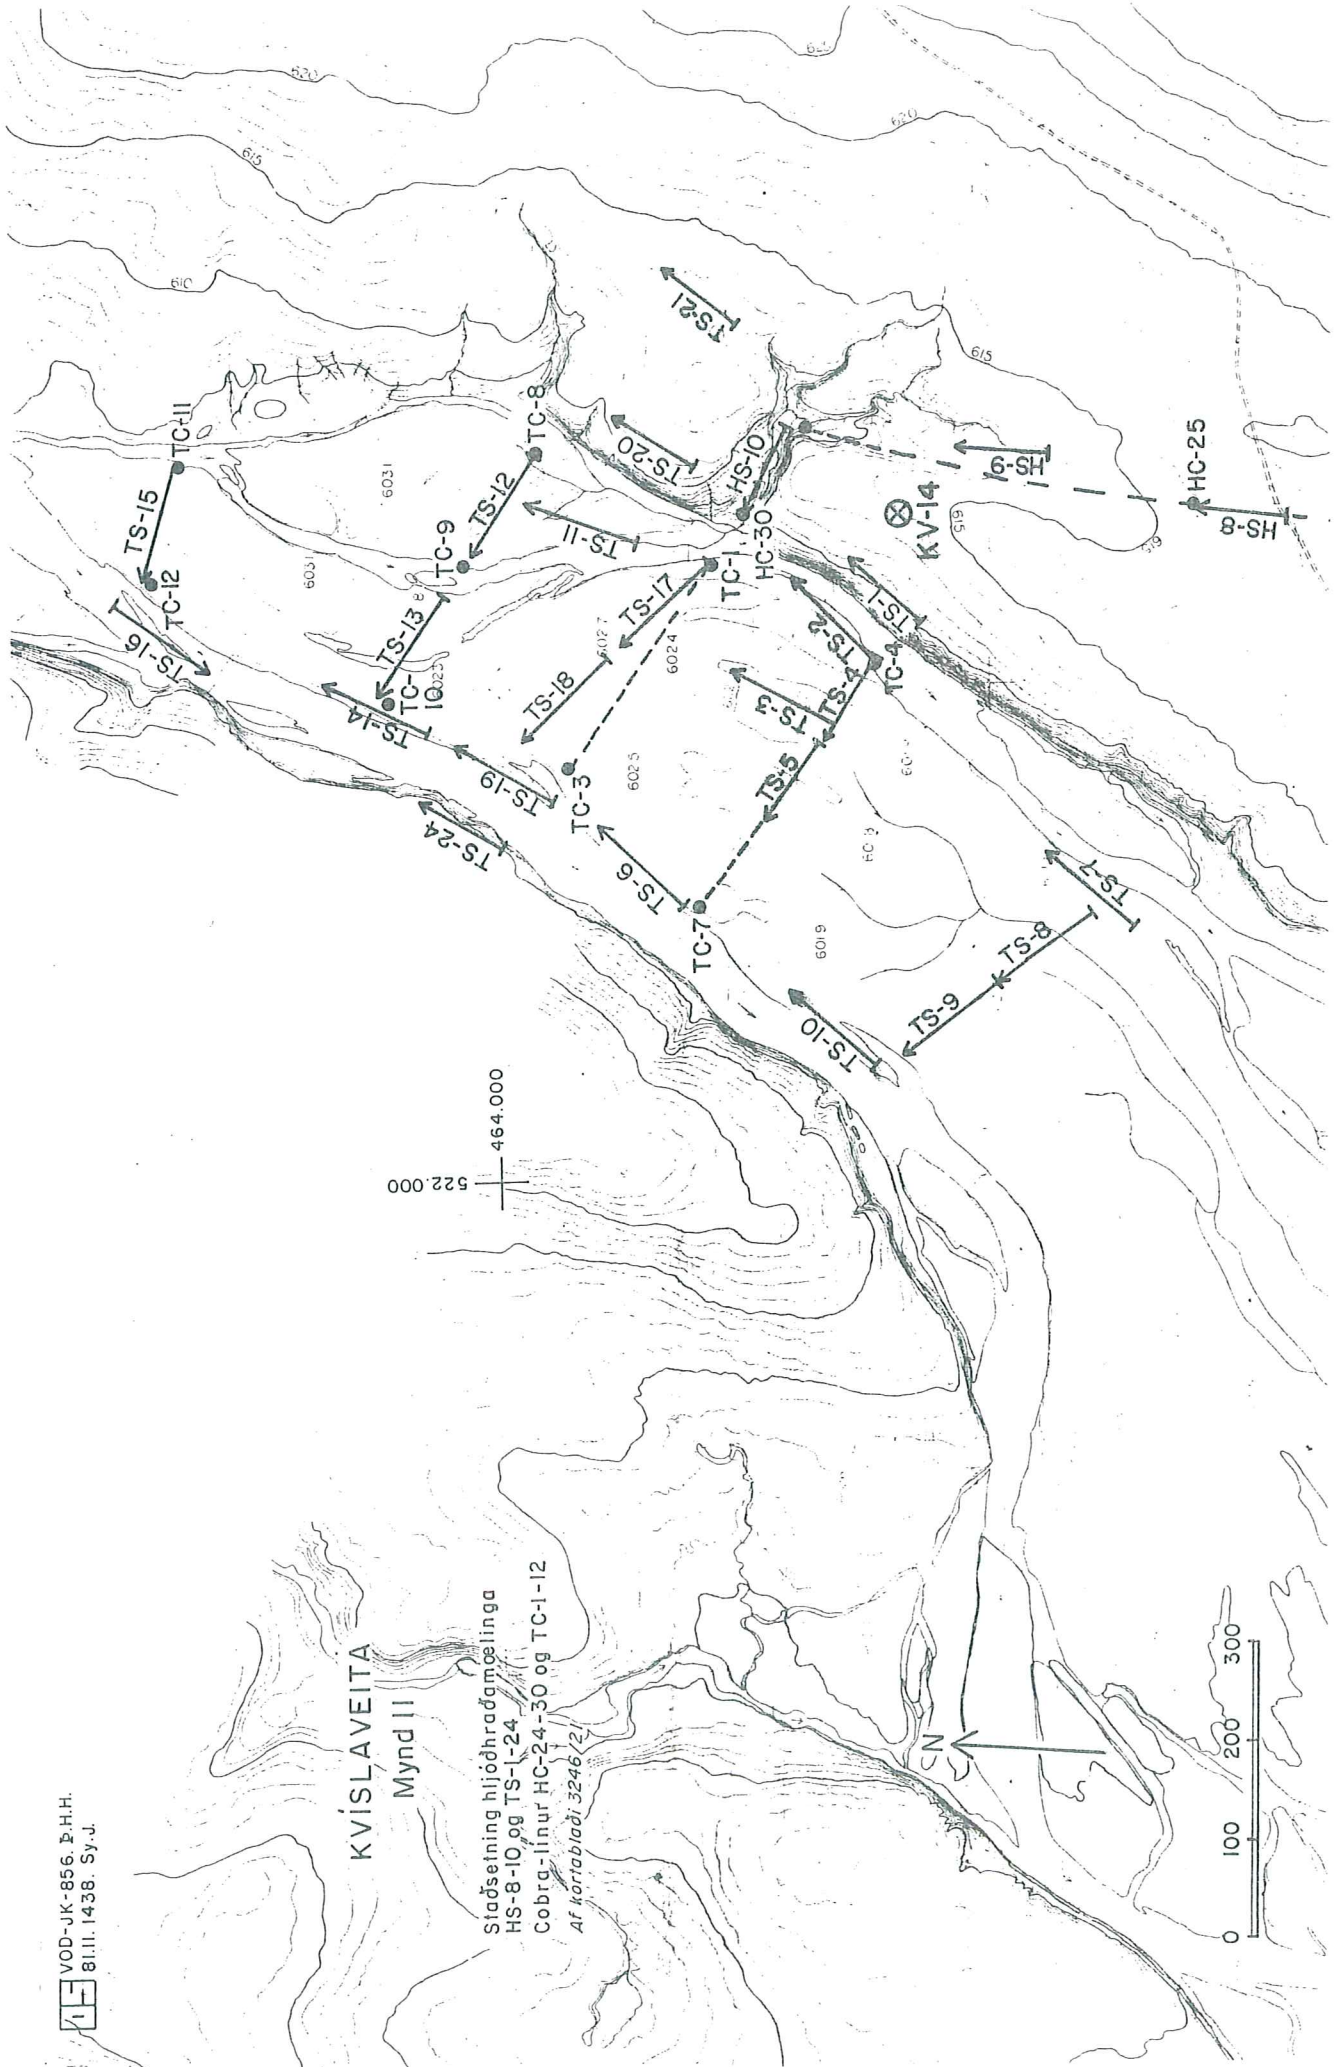 VOD-JK-856. Þ.H.H.
81.11. 1438. Sy.J.
KVÍSLAVEITA
Mynd 11
Staðsetning hljóðhraðamælinga
HS-8-10 og TS-1-24
Cobra-línur HC-24-30 og TC-1-12
Af kortablaði 3246/21
522.000
464.000
N
0 100 200 300
620
620
615
610
TC-11
TS-15
TC-12
TS-16
6031
6031
TC-8
TS-12
TC-9
TS-13
TC-10
TS-14
TS-11
TS-20
TS-21
HS-10
TC-1
HC-30
TS-17
6027
6024
TS-18
TS-19
TC-3
6025
TS-24
TS-6
TC-7
TS-2
TS-1
TS-3
TS-4
TC-4
TS-5
KV-14
HS-9
HC-25
HS-8
615
615
6019
TS-7
TS-8
TS-9
TS-10